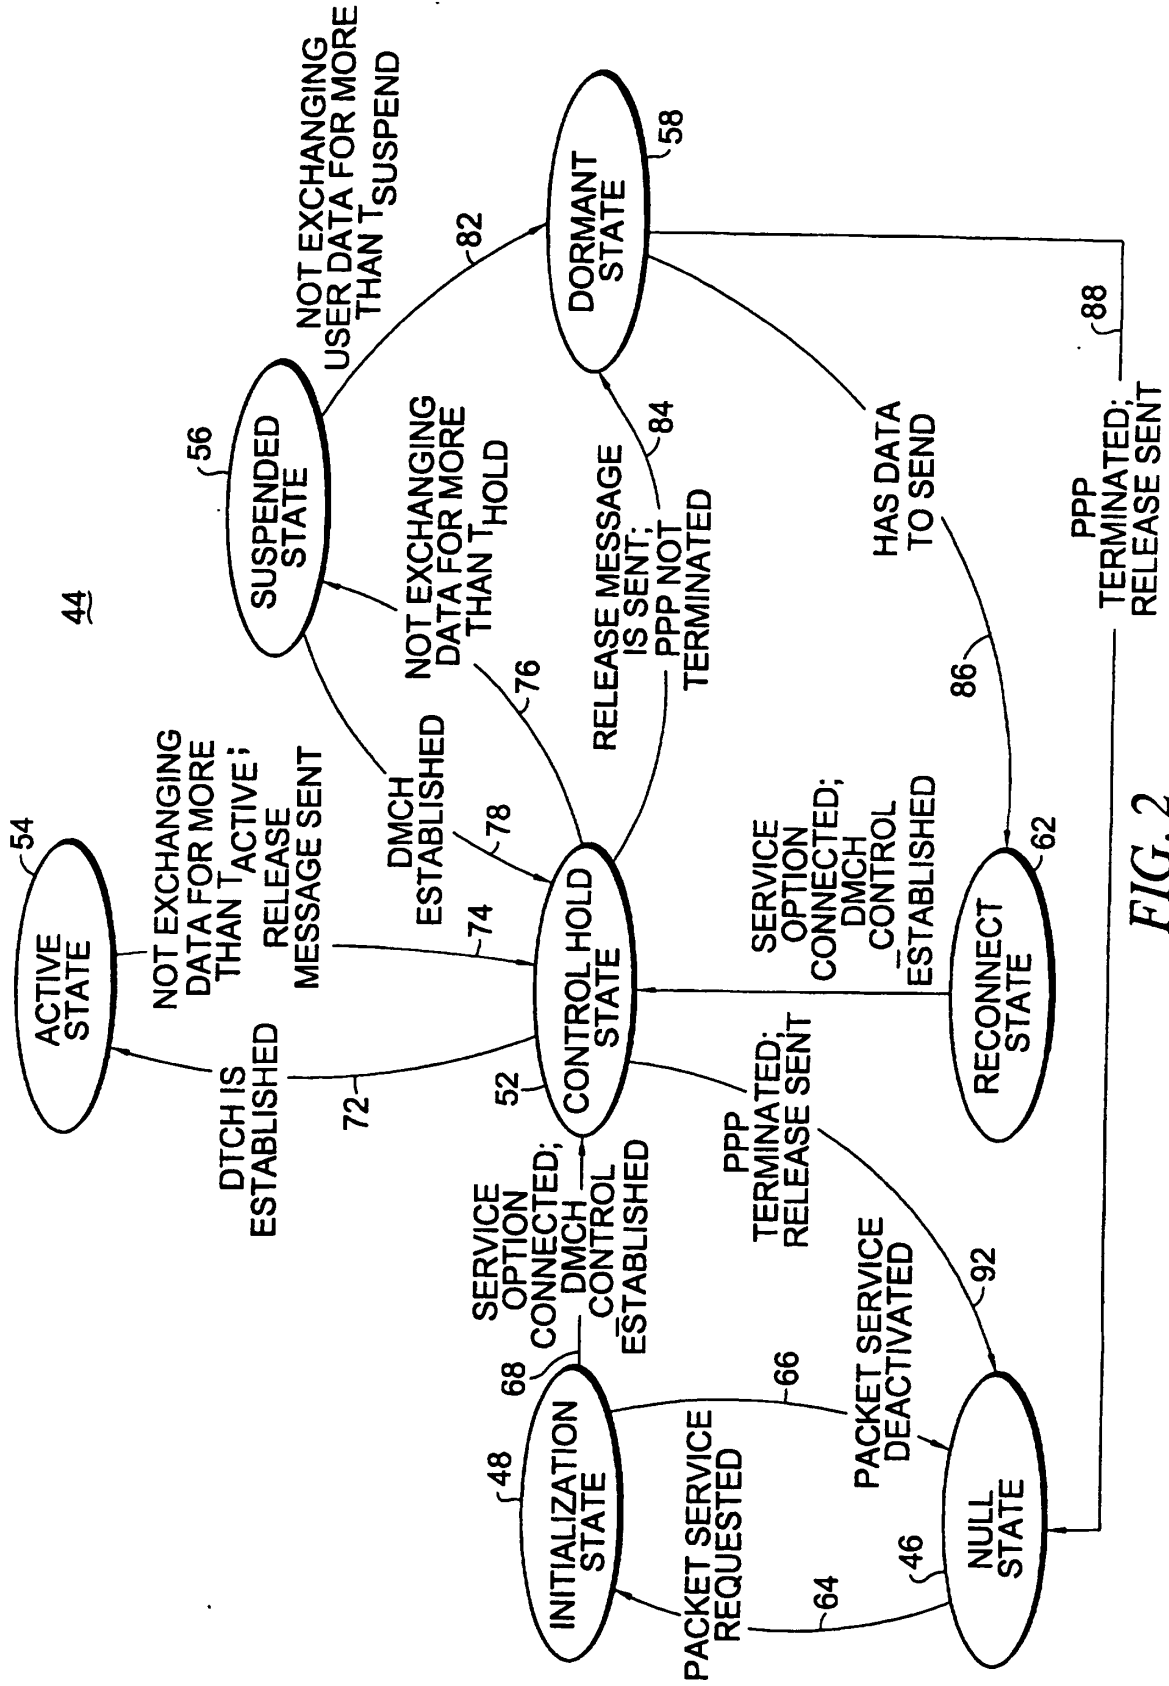 44
54
ACTIVE
STATE
DTCH IS
ESTABLISHED
72
NOT EXCHANGING
DATA FOR MORE
THAN TACTIVE;
RELEASE
MESSAGE SENT
74
56
SUSPENDED
STATE
NOT EXCHANGING
USER DATA FOR MORE
THAN TSUSPEND
82
DMCH
ESTABLISHED
78
NOT EXCHANGING
DATA FOR MORE
THAN THOLD
76
48
INITIALIZATION
STATE
68
SERVICE
OPTION
CONNECTED;
DMCH
CONTROL
_ESTABLISHED
52
CONTROL HOLD
STATE
RELEASE MESSAGE
IS SENT;
PPP NOT
TERMINATED
84
DORMANT
STATE
58
PACKET SERVICE
REQUESTED
64
66
PACKET SERVICE
DEACTIVATED
PPP
TERMINATED;
RELEASE SENT
92
SERVICE
OPTION
CONNECTED;
DMCH
CONTROL
_ESTABLISHED
HAS DATA
TO SEND
86
46
NULL
STATE
RECONNECT
STATE
62
88
PPP
TERMINATED;
RELEASE SENT
FIG. 2